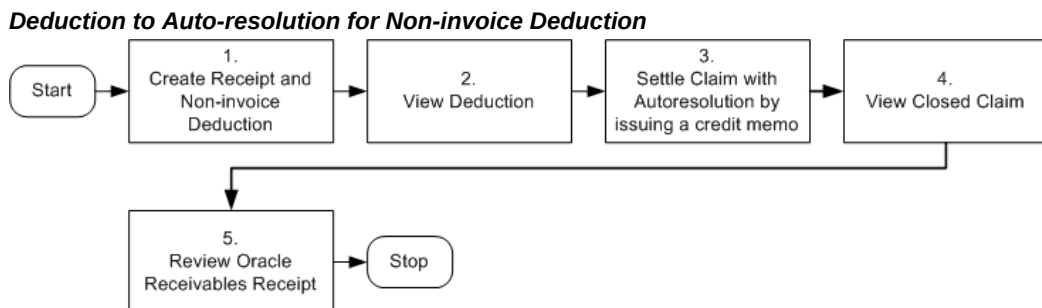 Deduction to Auto-resolution for Non-invoice Deduction
Start
1.
Create Receipt and
Non-invoice
Deduction
2.
View Deduction
3.
Settle Claim with
Autoresolution by
issuing a credit memo
4.
View Closed Claim
5.
Review Oracle
Receivables Receipt
Stop